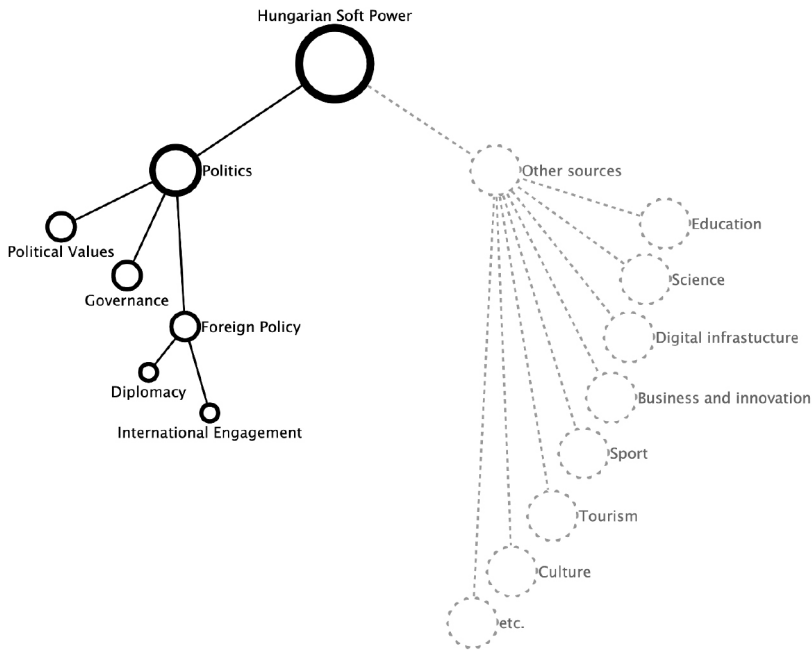 Hungarian Soft Power
Politics
Other sources
Political Values
Governance
Foreign Policy
Diplomacy
International Engagement
Education
Science
Digital infrastucture
Business and innovation
Sport
Tourism
Culture
etc.